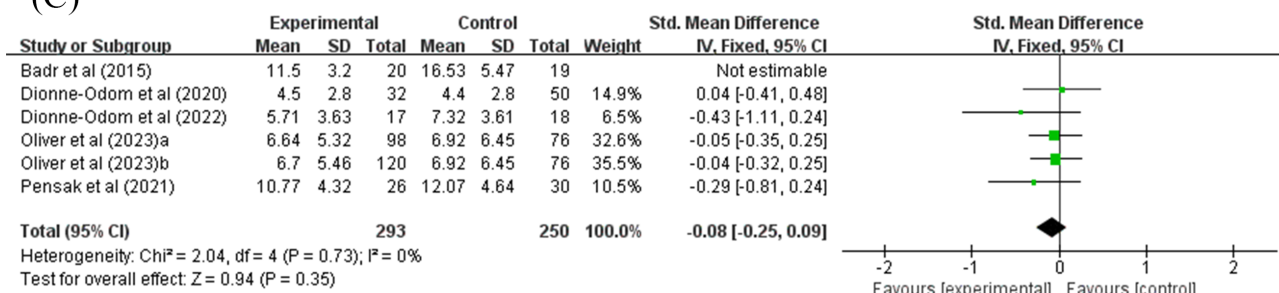 (C)
Experimental Control Std. Mean Difference Std. Mean Difference
Study or Subgroup Mean SD Total Mean SD Total Weight IV, Fixed, 95% CI IV, Fixed, 95% CI
Badr et al (2015) 11.5 3.2 20 16.53 5.47 19 Not estimable
Dionne-Odom et al (2020) 4.5 2.8 32 4.4 2.8 50 14.9% 0.04 [-0.41, 0.48]
Dionne-Odom et al (2022) 5.71 3.63 17 7.32 3.61 18 6.5% -0.43 [-1.11, 0.24]
Oliver et al (2023)a 6.64 5.32 98 6.92 6.45 76 32.6% -0.05 [-0.35, 0.25]
Oliver et al (2023)b 6.7 5.46 120 6.92 6.45 76 35.5% -0.04 [-0.32, 0.25]
Pensak et al (2021) 10.77 4.32 26 12.07 4.64 30 10.5% -0.29 [-0.81, 0.24]
Total (95% CI) 293 250 100.0% -0.08 [-0.25, 0.09]
Heterogeneity: Chi² = 2.04, df = 4 (P = 0.73); I² = 0%
Test for overall effect: Z = 0.94 (P = 0.35)
-2 -1 0 1 2
Favours [experimental] Favours [control]